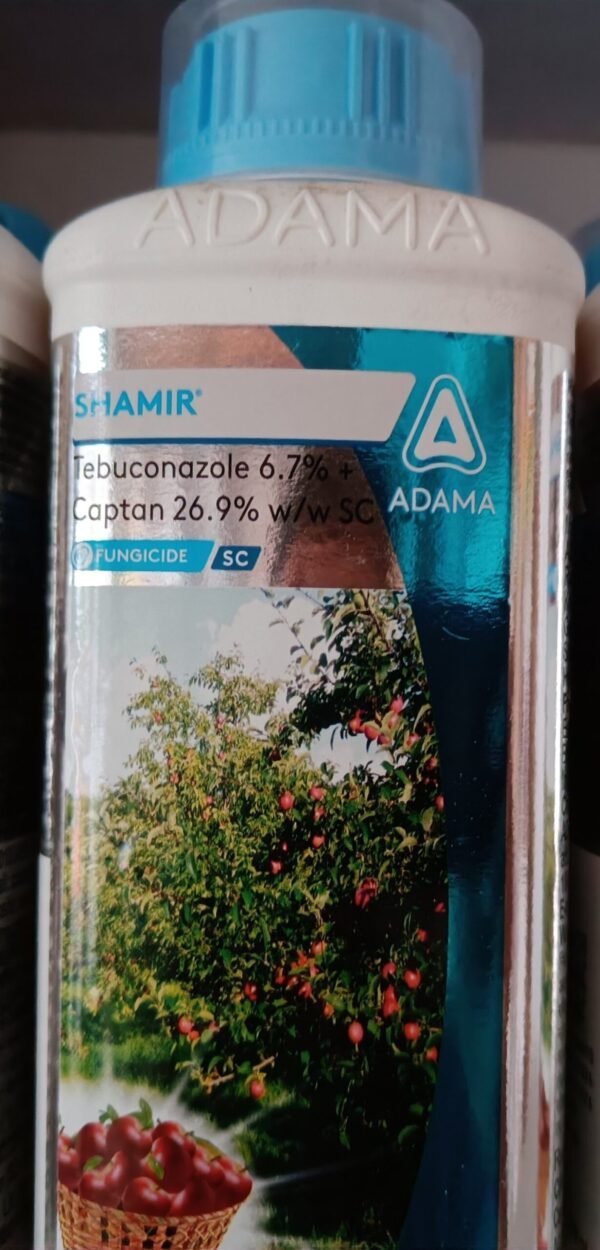 ADAMA
SHAMIR®
Tebuconazole 6.7% +
Captan 26.9% w/w SC
ADAMA
FUNGICIDE SC